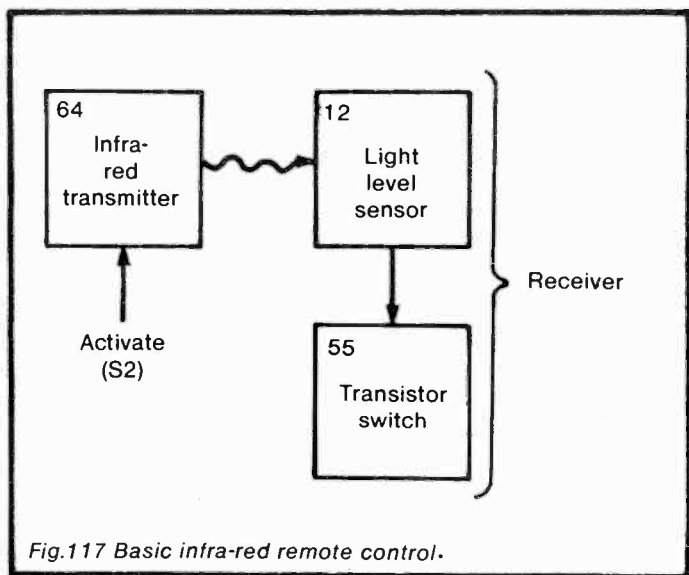 64
Infra-
red
transmitter
12
Light
level
sensor
Receiver
Activate
(S2)
55
Transistor
switch
Fig.117 Basic infra-red remote control.